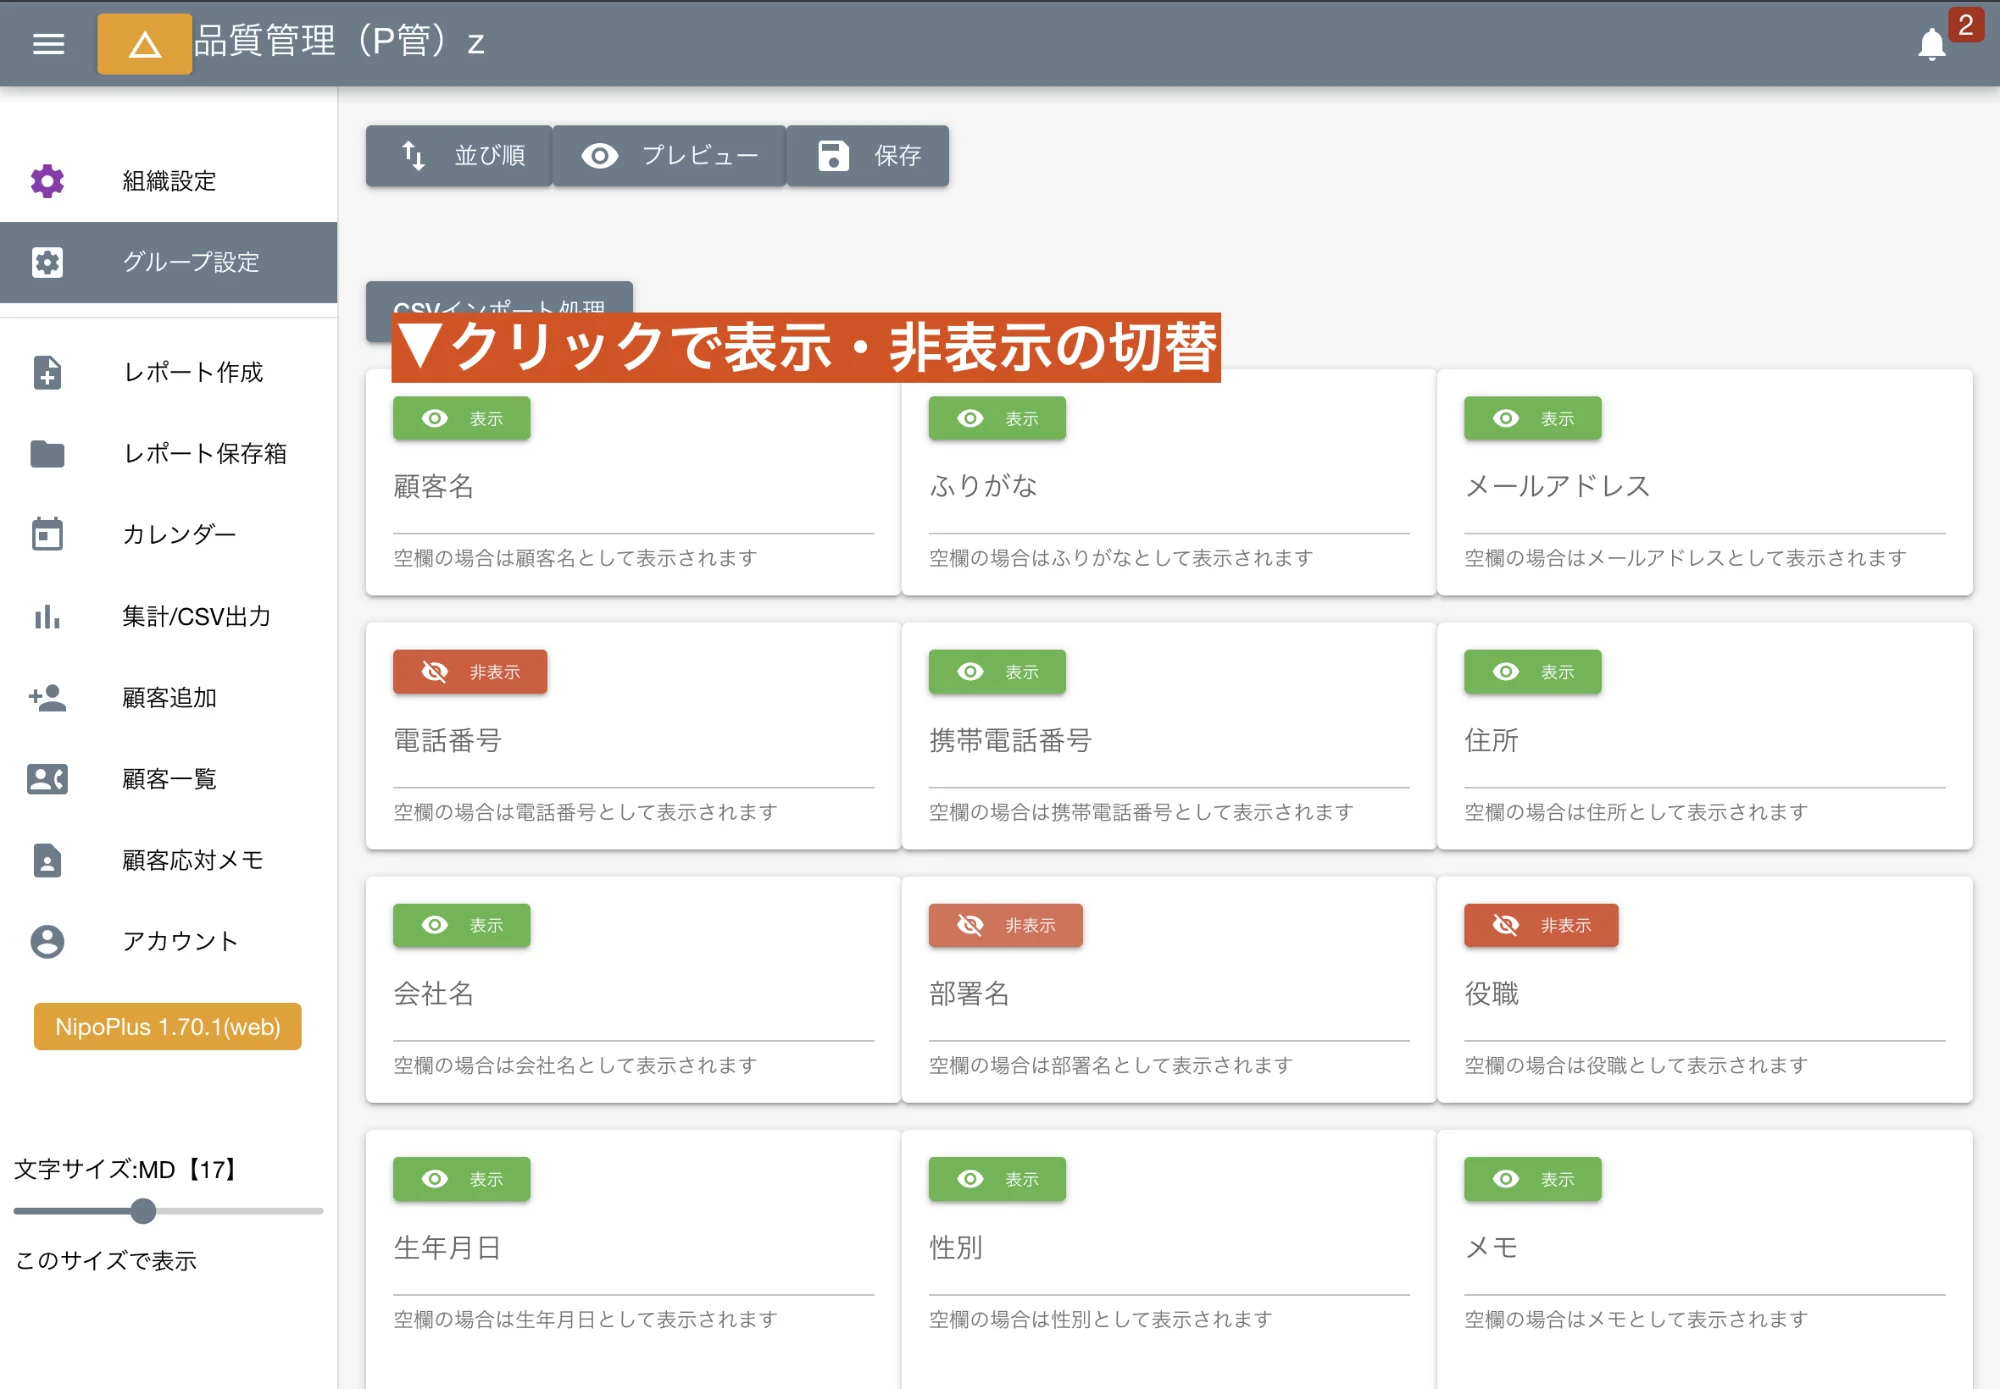 品質管理（P管）z
2
組織設定
グループ設定
レポート作成
レポート保存箱
カレンダー
集計/CSV出力
顧客追加
顧客一覧
顧客応対メモ
アカウント
NipoPlus 1.70.1(web)
文字サイズ:MD【17】
このサイズで表示
並び順
プレビュー
保存
CSVインポート処理
▼クリックで表示・非表示の切替
表示
顧客名
空欄の場合は顧客名として表示されます
表示
ふりがな
空欄の場合はふりがなとして表示されます
表示
メールアドレス
空欄の場合はメールアドレスとして表示されます
非表示
電話番号
空欄の場合は電話番号として表示されます
表示
携帯電話番号
空欄の場合は携帯電話番号として表示されます
表示
住所
空欄の場合は住所として表示されます
表示
会社名
空欄の場合は会社名として表示されます
非表示
部署名
空欄の場合は部署名として表示されます
非表示
役職
空欄の場合は役職として表示されます
表示
生年月日
空欄の場合は生年月日として表示されます
表示
性別
空欄の場合は性別として表示されます
表示
メモ
空欄の場合はメモとして表示されます